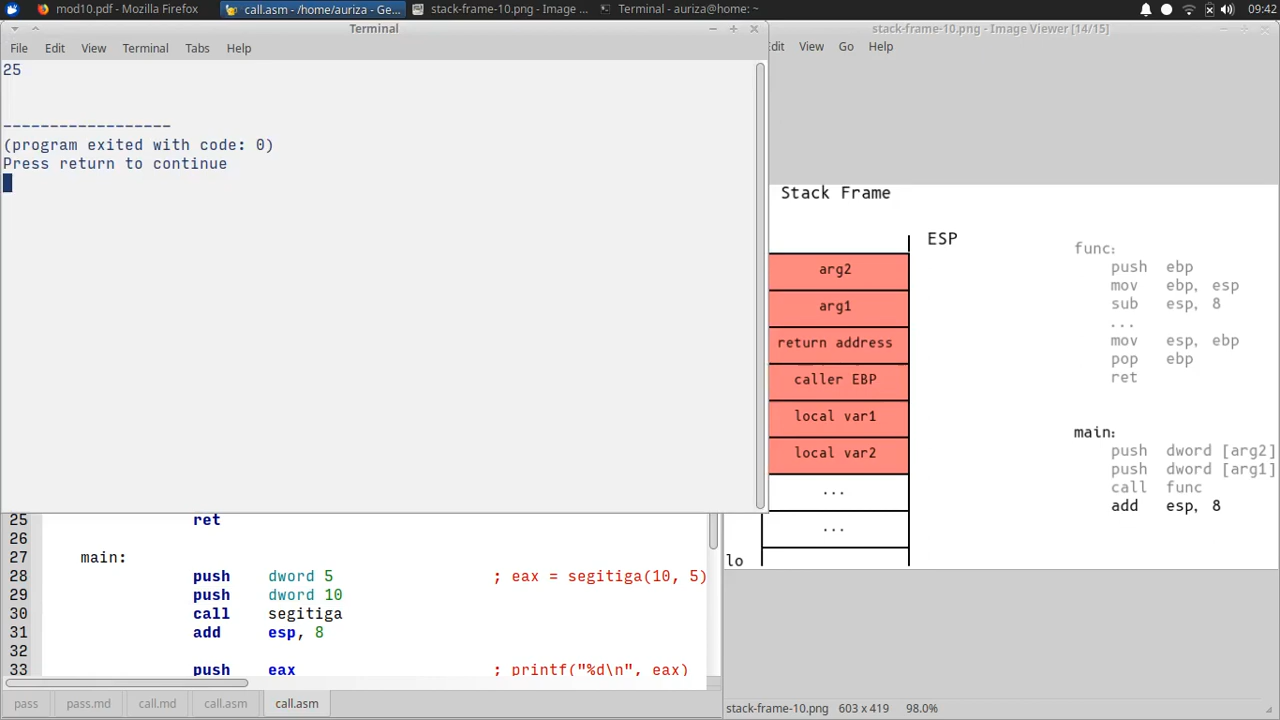 mod10.pdf - Mozilla Firefox
call.asm - /home/auriza - Ge...
stack-frame-10.png - Image ...
Terminal - auriza@home: ~
09:42
Terminal
File Edit View Terminal Tabs Help
25
------------------
(program exited with code: 0)
Press return to continue
25 ret
26
27 main:
28 push dword 5 ; eax = segitiga(10, 5)
29 push dword 10
30 call segitiga
31 add esp, 8
32
33 push eax ; printf("%d\n", eax)
pass pass.md call.md call.asm call.asm
stack-frame-10.png - Image Viewer [14/15]
dit View Go Help
Stack Frame
ESP
arg2
arg1
return address
caller EBP
local var1
local var2
...
...
lo
func:
push ebp
mov ebp, esp
sub esp, 8
...
mov esp, ebp
pop ebp
ret
main:
push dword [arg2]
push dword [arg1]
call func
add esp, 8
stack-frame-10.png 603 x 419 98.0%